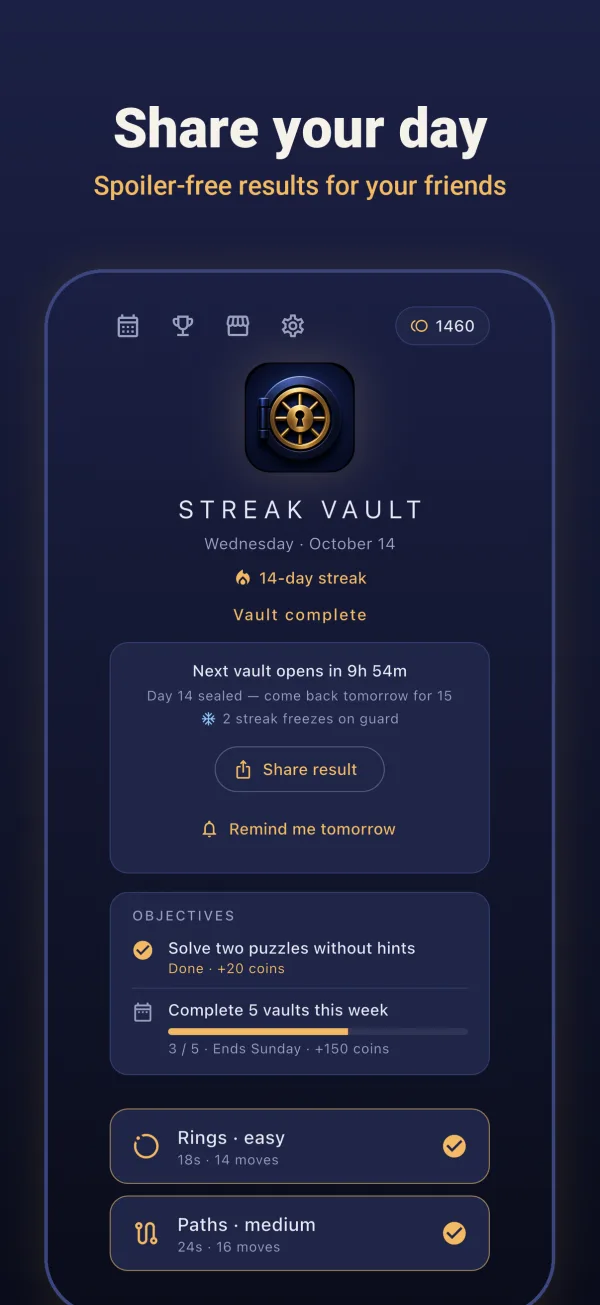 Share your day
Spoiler-free results for your friends
1460
STREAK VAULT
Wednesday · October 14
14-day streak
Vault complete
Next vault opens in 9h 54m
Day 14 sealed — come back tomorrow for 15
2 streak freezes on guard
Share result
Remind me tomorrow
OBJECTIVES
Solve two puzzles without hints
Done · +20 coins
Complete 5 vaults this week
3 / 5 · Ends Sunday · +150 coins
Rings · easy
18s · 14 moves
Paths · medium
24s · 16 moves